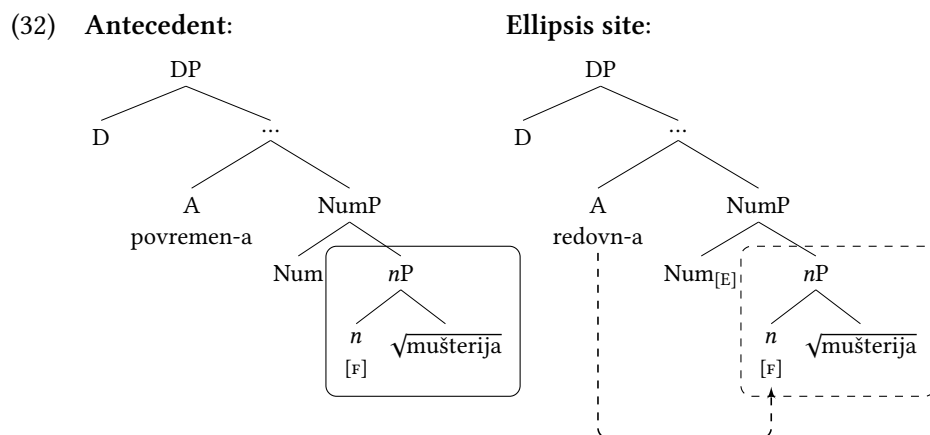 (32) Antecedent: Ellipsis site:
DP DP
D ... D ...
A NumP A NumP
povremen-a redovn-a
Num nP Num[E] nP
n √mušterija n √mušterija
[F] [F]